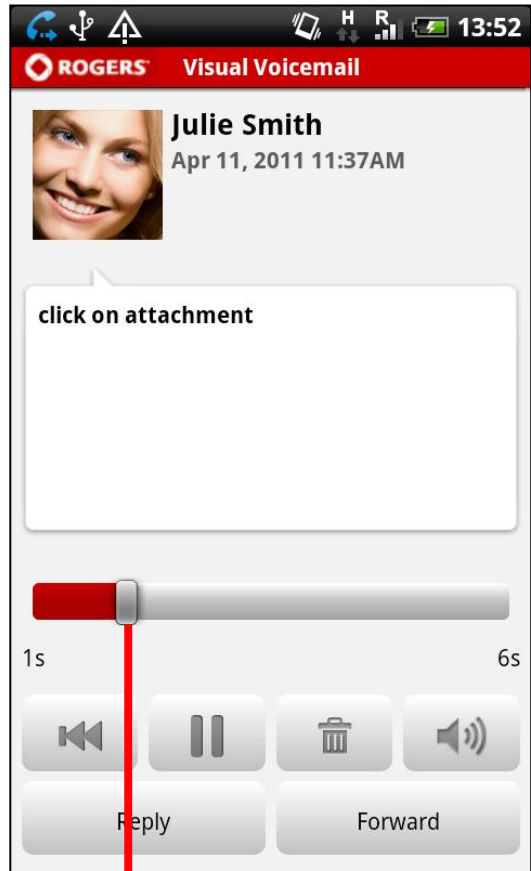 H R 13:52
ROGERS Visual Voicemail
Julie Smith
Apr 11, 2011 11:37AM
click on attachment
1s 6s
Reply Forward